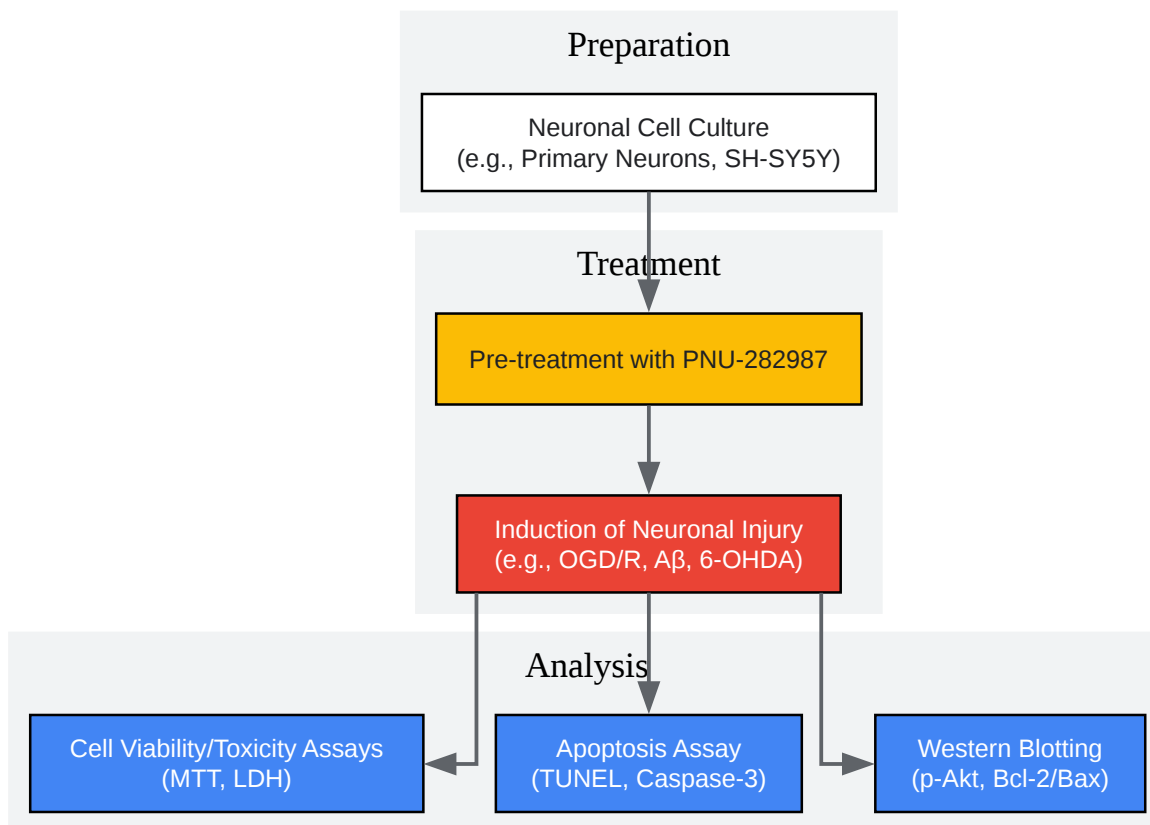 Preparation
Neuronal Cell Culture
(e.g., Primary Neurons, SH-SY5Y)
Treatment
Pre-treatment with PNU-282987
Induction of Neuronal Injury
(e.g., OGD/R, Aβ, 6-OHDA)
Analysis
Cell Viability/Toxicity Assays
(MTT, LDH)
Apoptosis Assay
(TUNEL, Caspase-3)
Western Blotting
(p-Akt, Bcl-2/Bax)